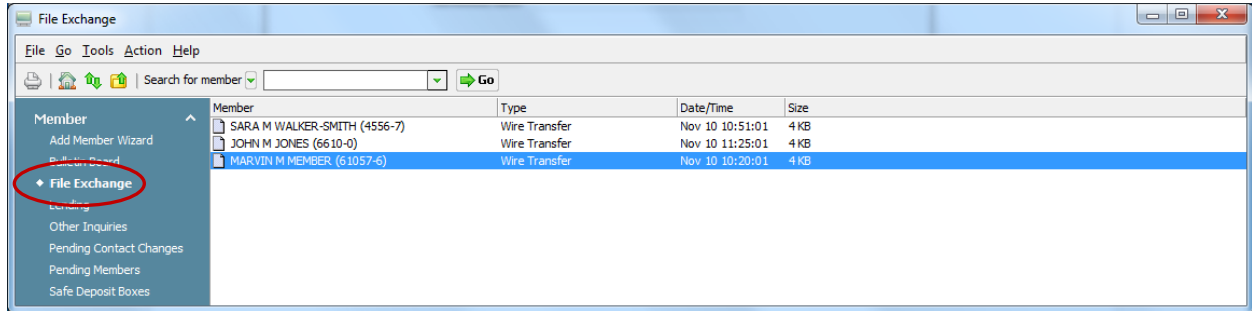 File Exchange
File Go Tools Action Help
Search for member Go
Member
Add Member Wizard
Bulletin Board
File Exchange
Lending
Other Inquiries
Pending Contact Changes
Pending Members
Safe Deposit Boxes
Member Type Date/Time Size
SARA M WALKER-SMITH (4556-7) Wire Transfer Nov 10 10:51:01 4 KB
JOHN M JONES (6610-0) Wire Transfer Nov 10 11:25:01 4 KB
MARVIN M MEMBER (61057-6) Wire Transfer Nov 10 10:20:01 4 KB